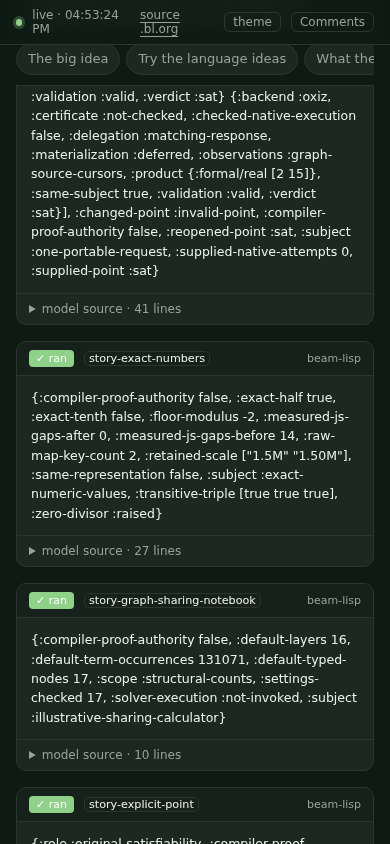 live · 04:53:24 PM
source .bl.org
theme
Comments
The big idea
Try the language ideas
What the
:validation :valid, :verdict :sat} {:backend :oxiz,
:certificate :not-checked, :checked-native-execution
false, :delegation :matching-response,
:materialization :deferred, :observations :graph-
source-cursors, :product {:formal/real [2 15]},
:same-subject true, :validation :valid, :verdict
:sat}], :changed-point :invalid-point, :compiler-
proof-authority false, :reopened-point :sat, :subject
:one-portable-request, :supplied-native-attempts 0,
:supplied-point :sat}
▶ model source · 41 lines
✓ ran story-exact-numbers beam-lisp
{:compiler-proof-authority false, :exact-half true,
:exact-tenth false, :floor-modulus -2, :measured-js-
gaps-after 0, :measured-js-gaps-before 14, :raw-
map-key-count 2, :retained-scale ["1.5M" "1.50M"],
:same-representation false, :subject :exact-
numeric-values, :transitive-triple [true true true],
:zero-divisor :raised}
▶ model source · 27 lines
✓ ran story-graph-sharing-notebook beam-lisp
{:compiler-proof-authority false, :default-layers 16,
:default-term-occurrences 131071, :default-typed-
nodes 17, :scope :structural-counts, :settings-
checked 17, :solver-execution :not-invoked, :subject
:illustrative-sharing-calculator}
▶ model source · 10 lines
✓ ran story-explicit-point beam-lisp
{:role :original-satisfiability, :compiler-proof-